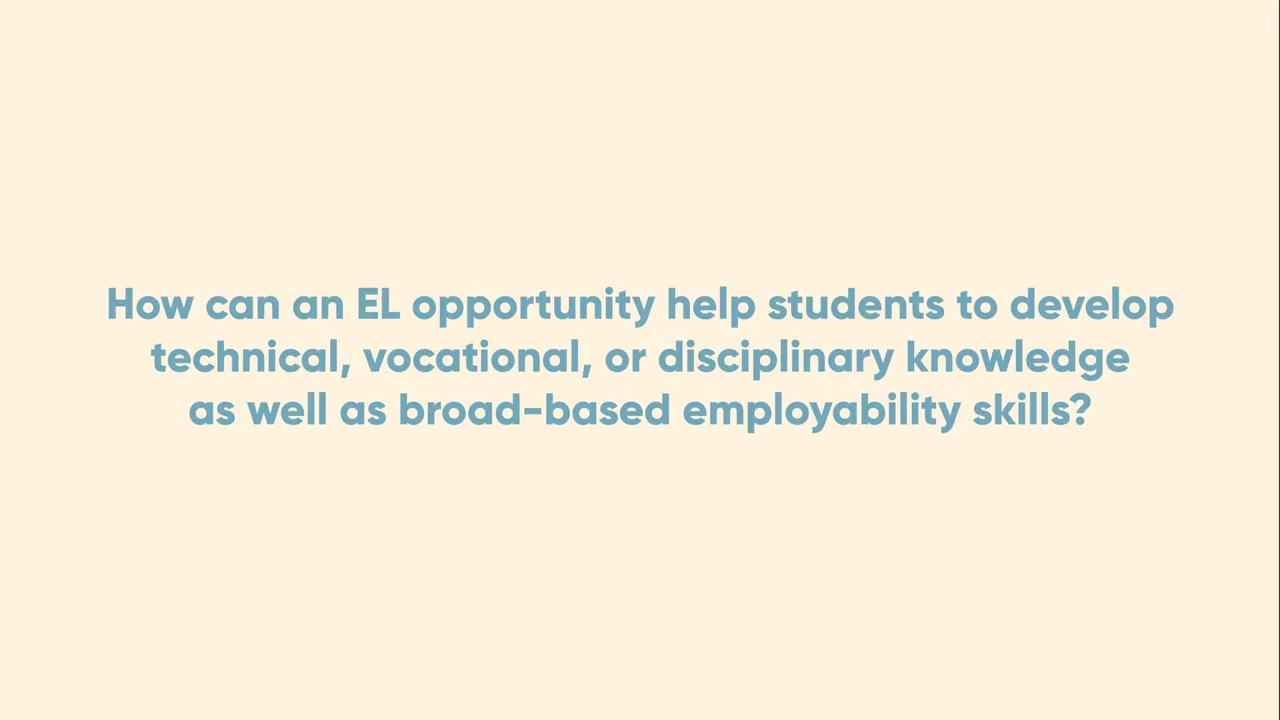 How can an EL opportunity help students to develop
technical, vocational, or disciplinary knowledge
as well as broad-based employability skills?